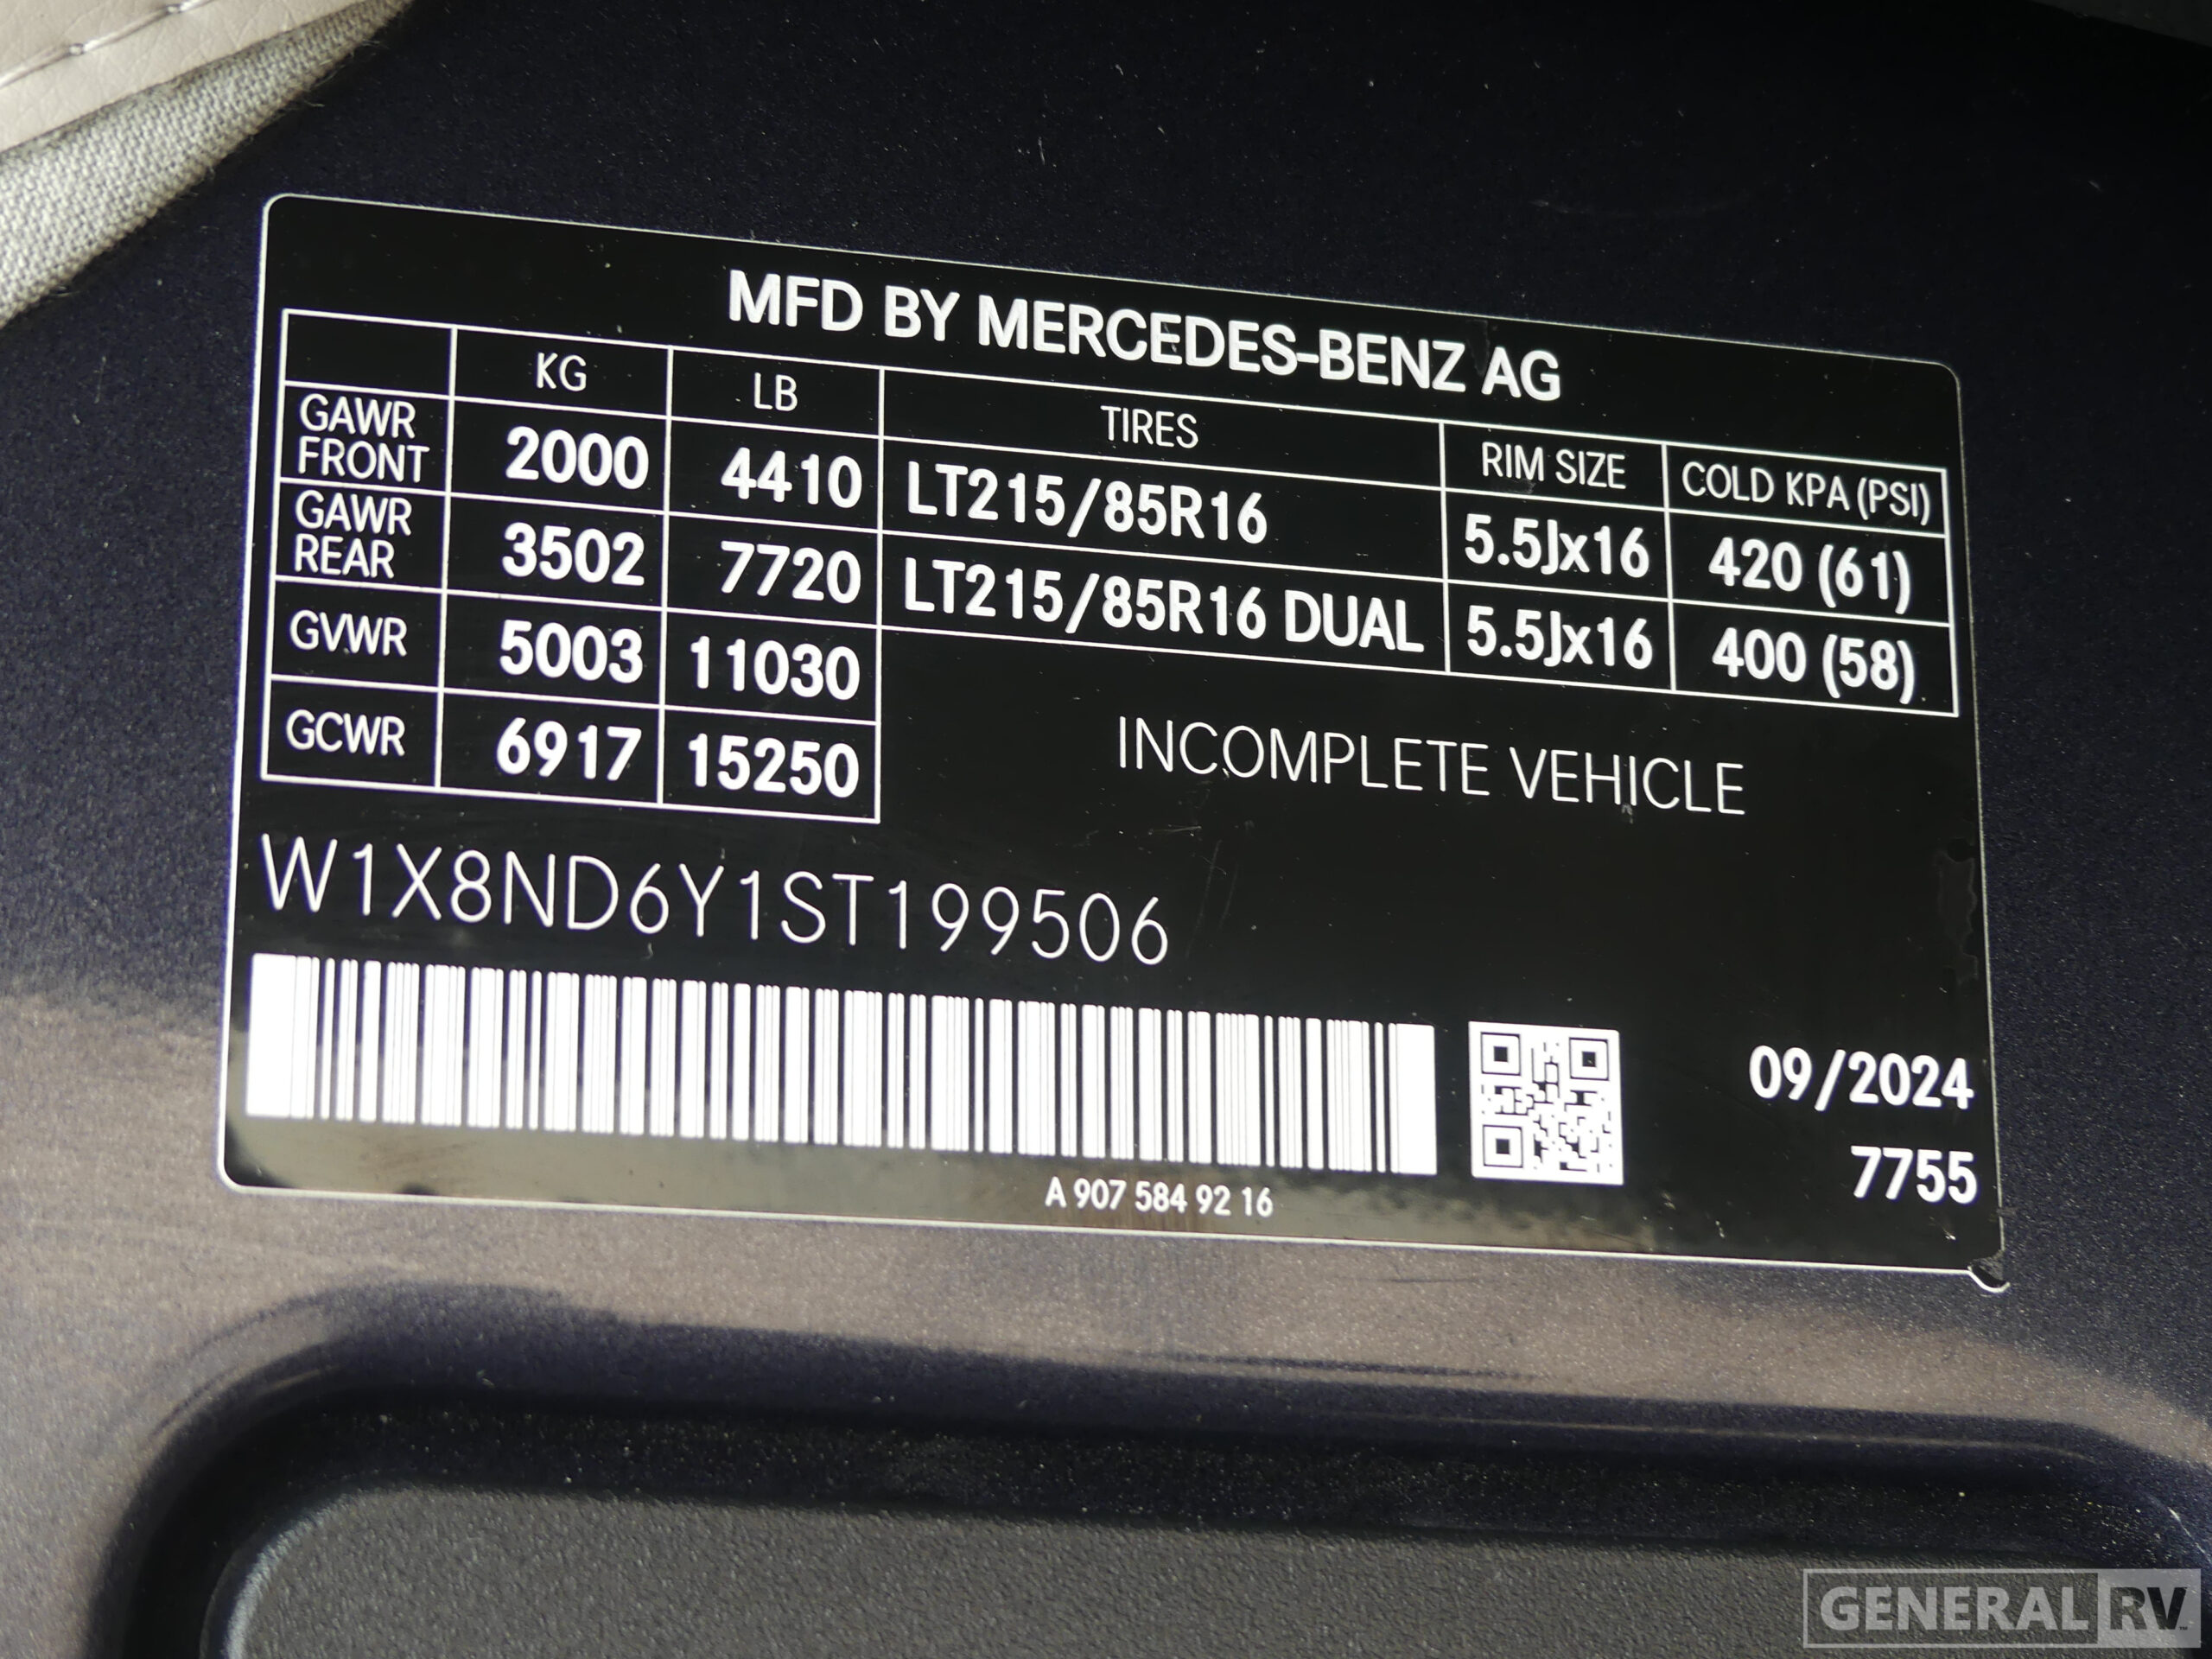 MFD BY MERCEDES-BENZ AG
KG LB TIRES RIM SIZE COLD KPA (PSI)
GAWR FRONT 2000 4410 LT215/85R16 5.5Jx16 420 (61)
GAWR REAR 3502 7720 LT215/85R16 DUAL 5.5Jx16 400 (58)
GVWR 5003 11030
GCWR 6917 15250
INCOMPLETE VEHICLE
W1X8ND6Y1ST199506
09/2024
7755
A 907 584 92 16
GENERAL RV